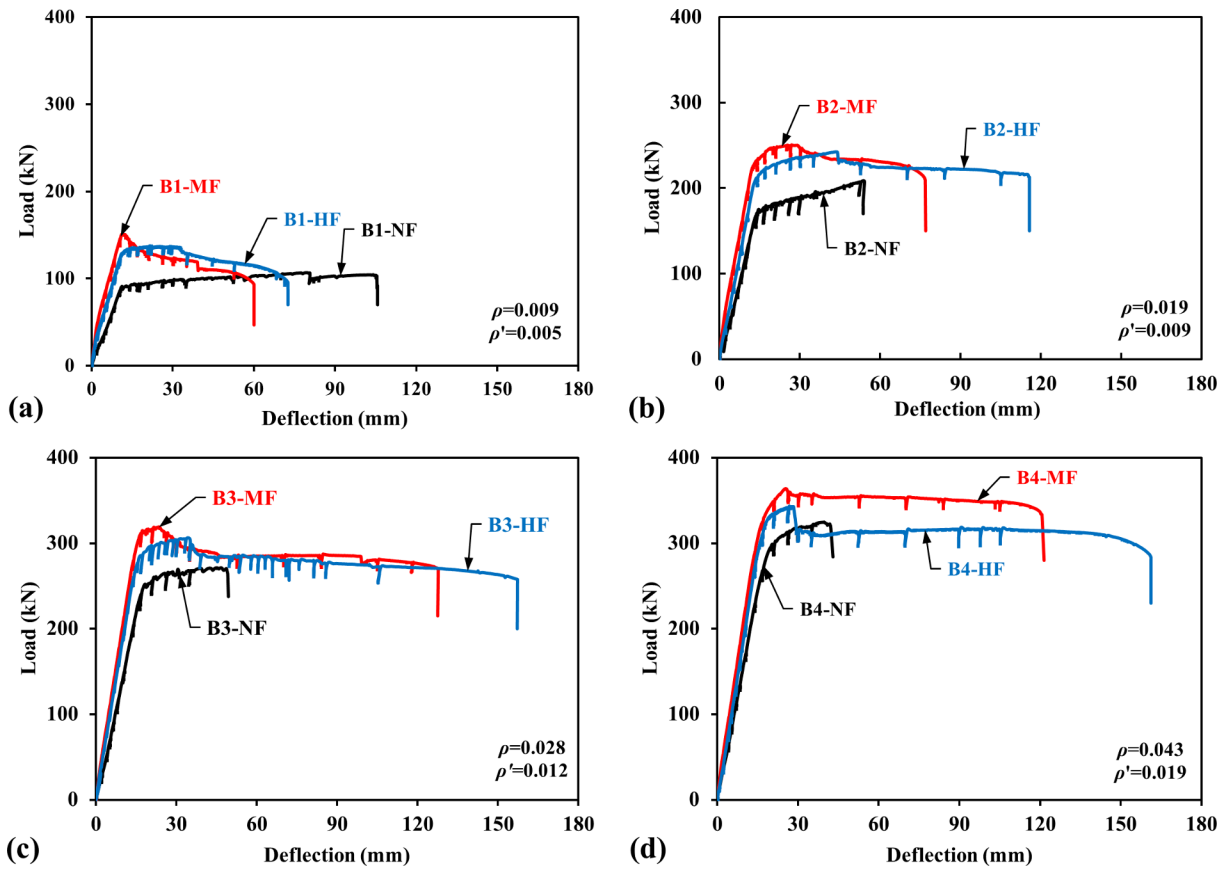 400
300
200
100
0
Load (kN)
B1-MF
B1-HF
B1-NF
ρ=0.009
ρ'=0.005
0 30 60 90 120 150 180
Deflection (mm)
(a)
400
300
200
100
0
Load (kN)
B2-MF
B2-HF
B2-NF
ρ=0.019
ρ'=0.009
0 30 60 90 120 150 180
Deflection (mm)
(b)
400
300
200
100
0
Load (kN)
B3-MF
B3-HF
B3-NF
ρ=0.028
ρ'=0.012
0 30 60 90 120 150 180
Deflection (mm)
(c)
400
300
200
100
0
Load (kN)
B4-MF
B4-HF
B4-NF
ρ=0.043
ρ'=0.019
0 30 60 90 120 150 180
Deflection (mm)
(d)